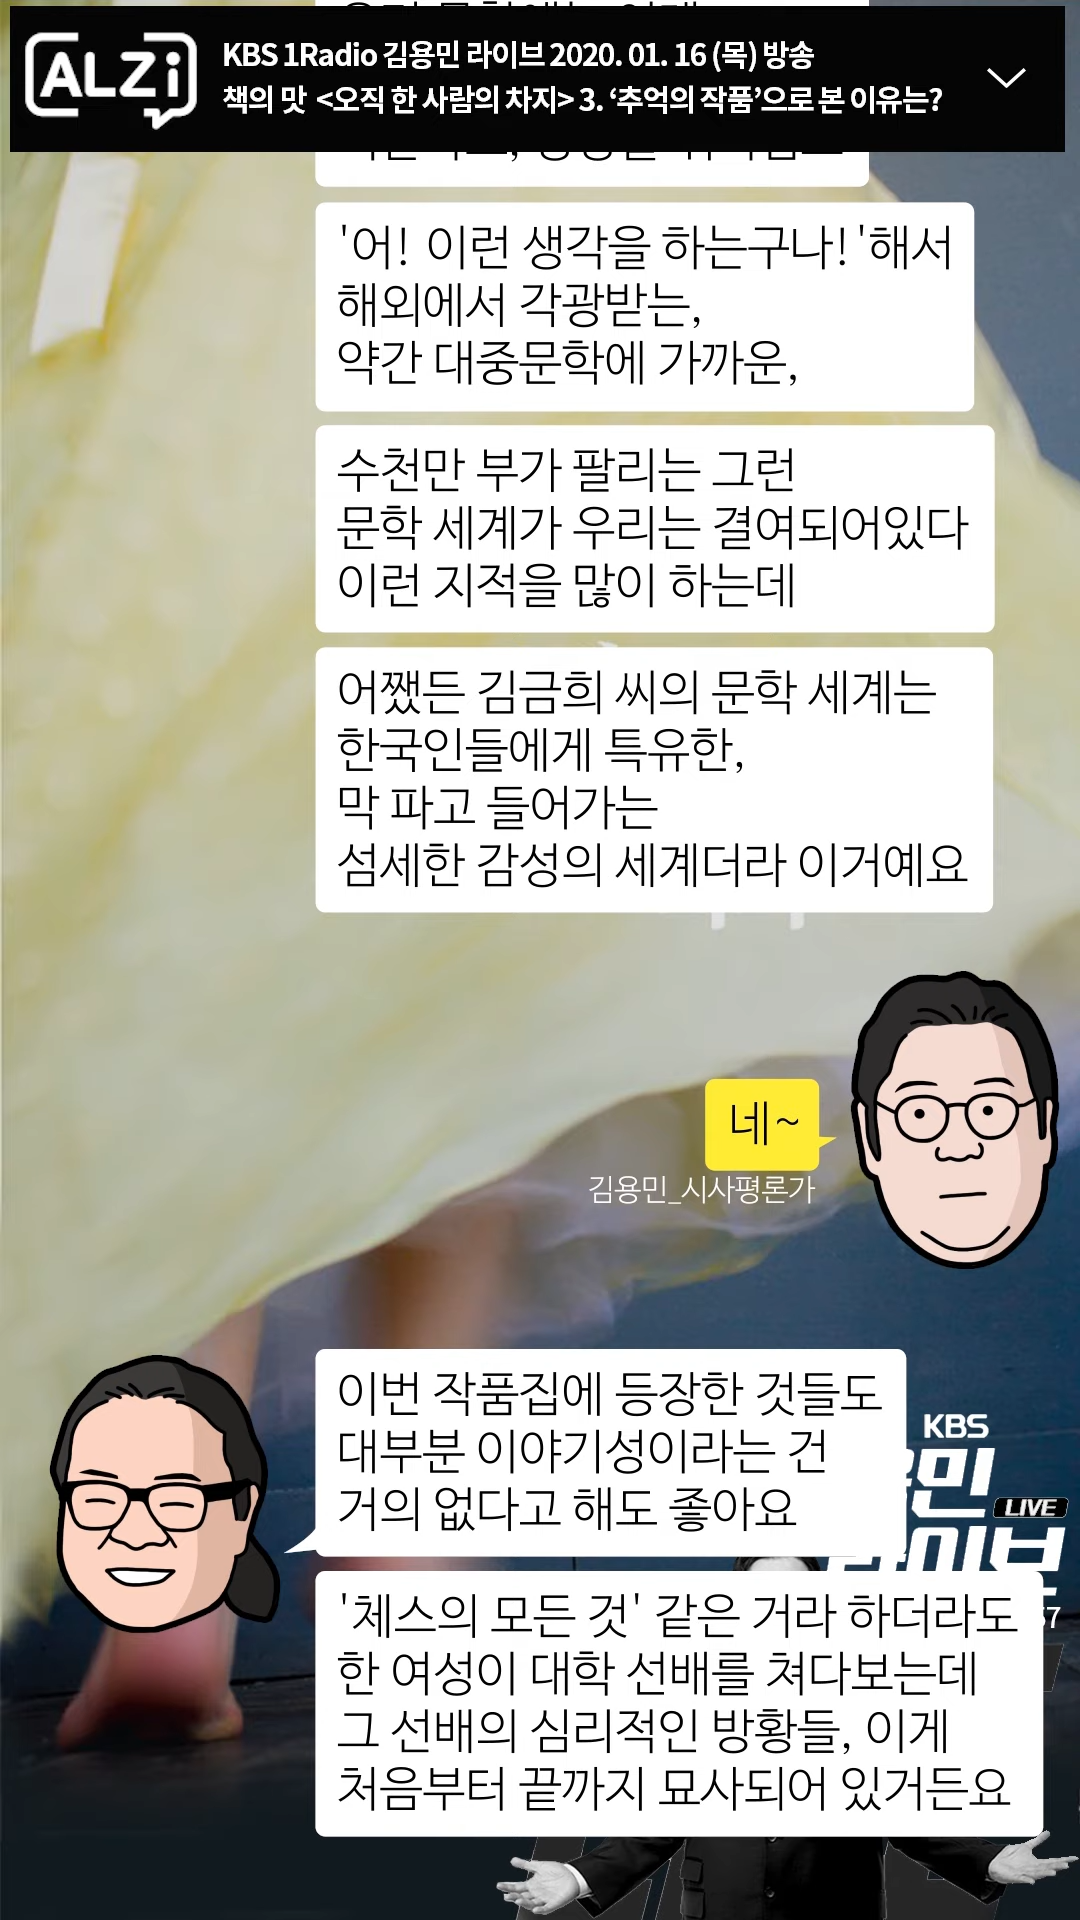 ALZi
KBS 1Radio 김용민 라이브 2020. 01. 16 (목) 방송
책의 맛 <오직 한 사람의 차지> 3. ‘추억의 작품’으로 본 이유는?
'어! 이런 생각을 하는구나! '해서
해외에서 각광받는,
약간 대중문학에 가까운,
수천만 부가 팔리는 그런
문학 세계가 우리는 결여되어있다
이런 지적을 많이 하는데
어쨌든 김금희 씨의 문학 세계는
한국인들에게 특유한,
막 파고 들어가는
섬세한 감성의 세계더라 이거예요
네~
김용민_시사평론가
이번 작품집에 등장한 것들도
대부분 이야기성이라는 건
거의 없다고 해도 좋아요
KBS
민
LIVE
'체스의 모든 것' 같은 거라 하더라도
한 여성이 대학 선배를 쳐다보는데
그 선배의 심리적인 방황들, 이게
처음부터 끝까지 묘사되어 있거든요